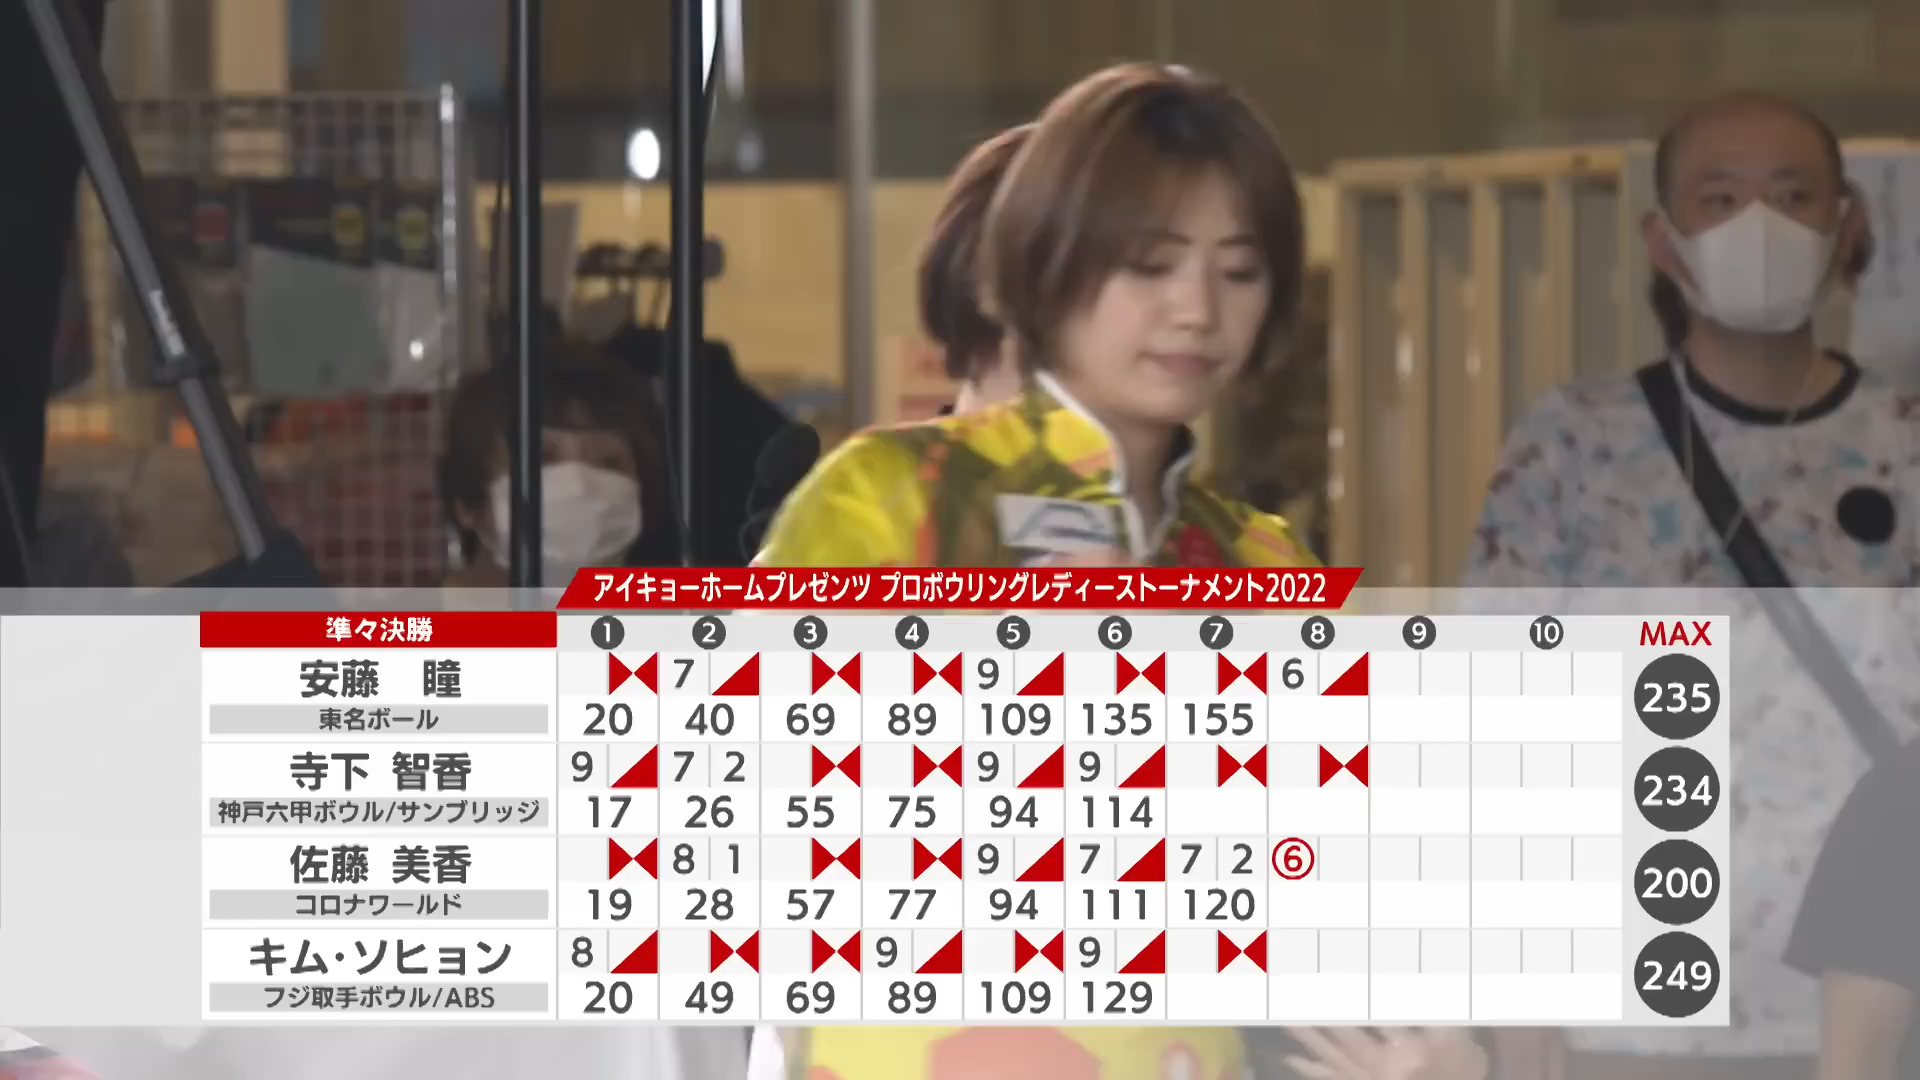 アイキョーホームプレゼンツ プロボウリングレディーストーナメント2022
準々決勝 1 2 3 4 5 6 7 8 9 10 MAX
安藤 瞳 7 9 6
東名ボール 20 40 69 89 109 135 155 235
寺下 智香 9 7 2 9 9
神戸六甲ボウル/サンブリッジ 17 26 55 75 94 114 234
佐藤 美香 8 1 9 7 7 2 ⑥
コロナワールド 19 28 57 77 94 111 120 200
キム・ソヒョン 8 9 9
フジ取手ボウル/ABS 20 49 69 89 109 129 249